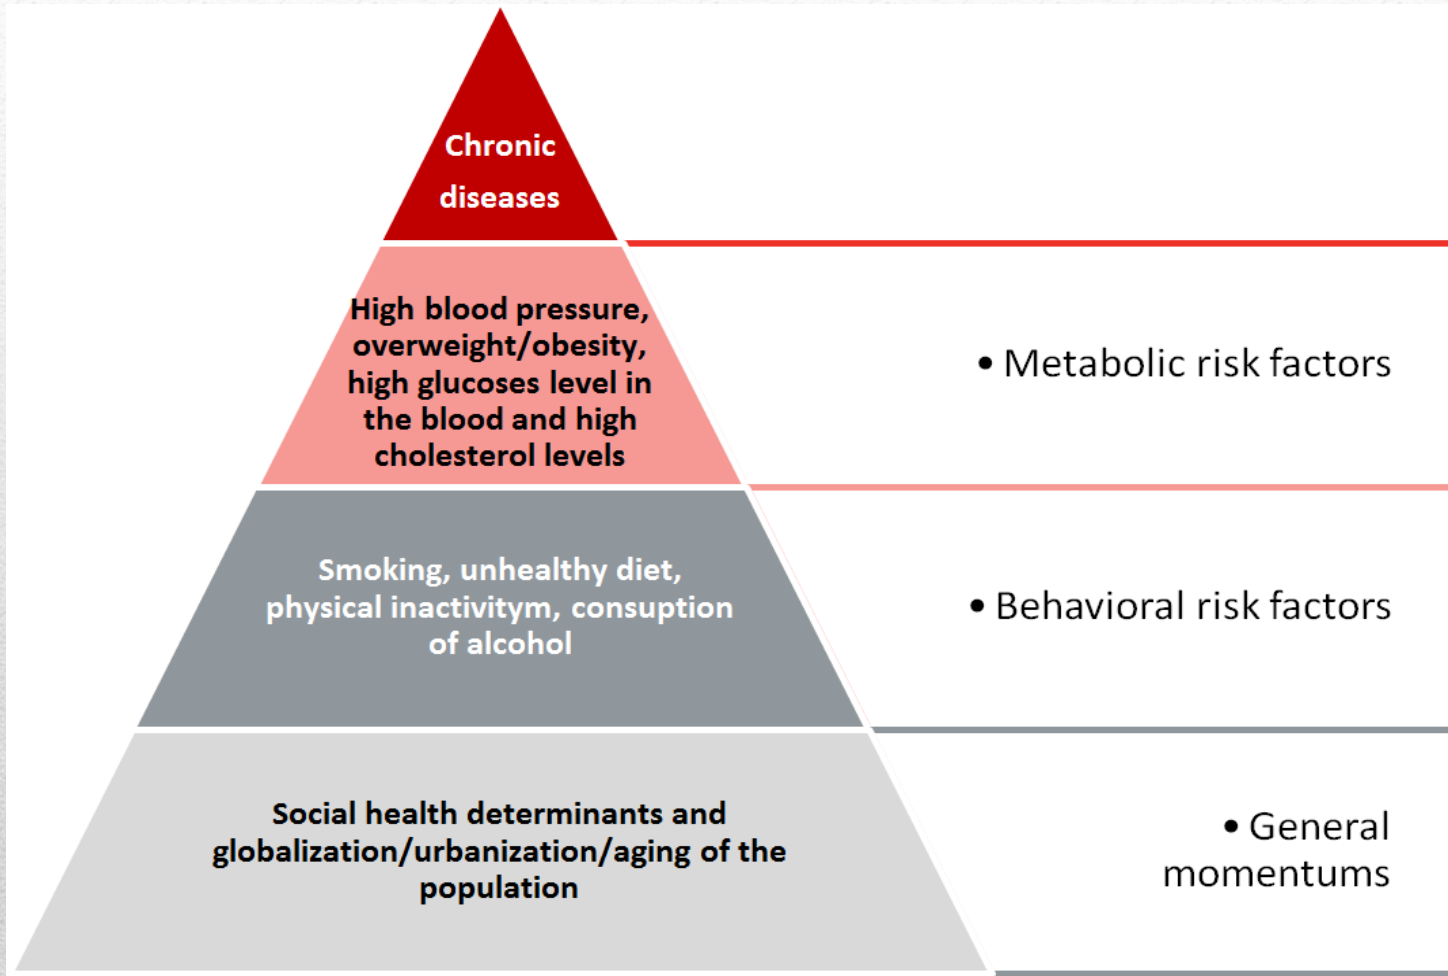 Chronic
diseases
High blood pressure,
overweight/obesity,
high glucoses level in
the blood and high
cholesterol levels
• Metabolic risk factors
Smoking, unhealthy diet,
physical inactivitym, consuption
of alcohol
• Behavioral risk factors
Social health determinants and
globalization/urbanization/aging of the
population
• General
momentums